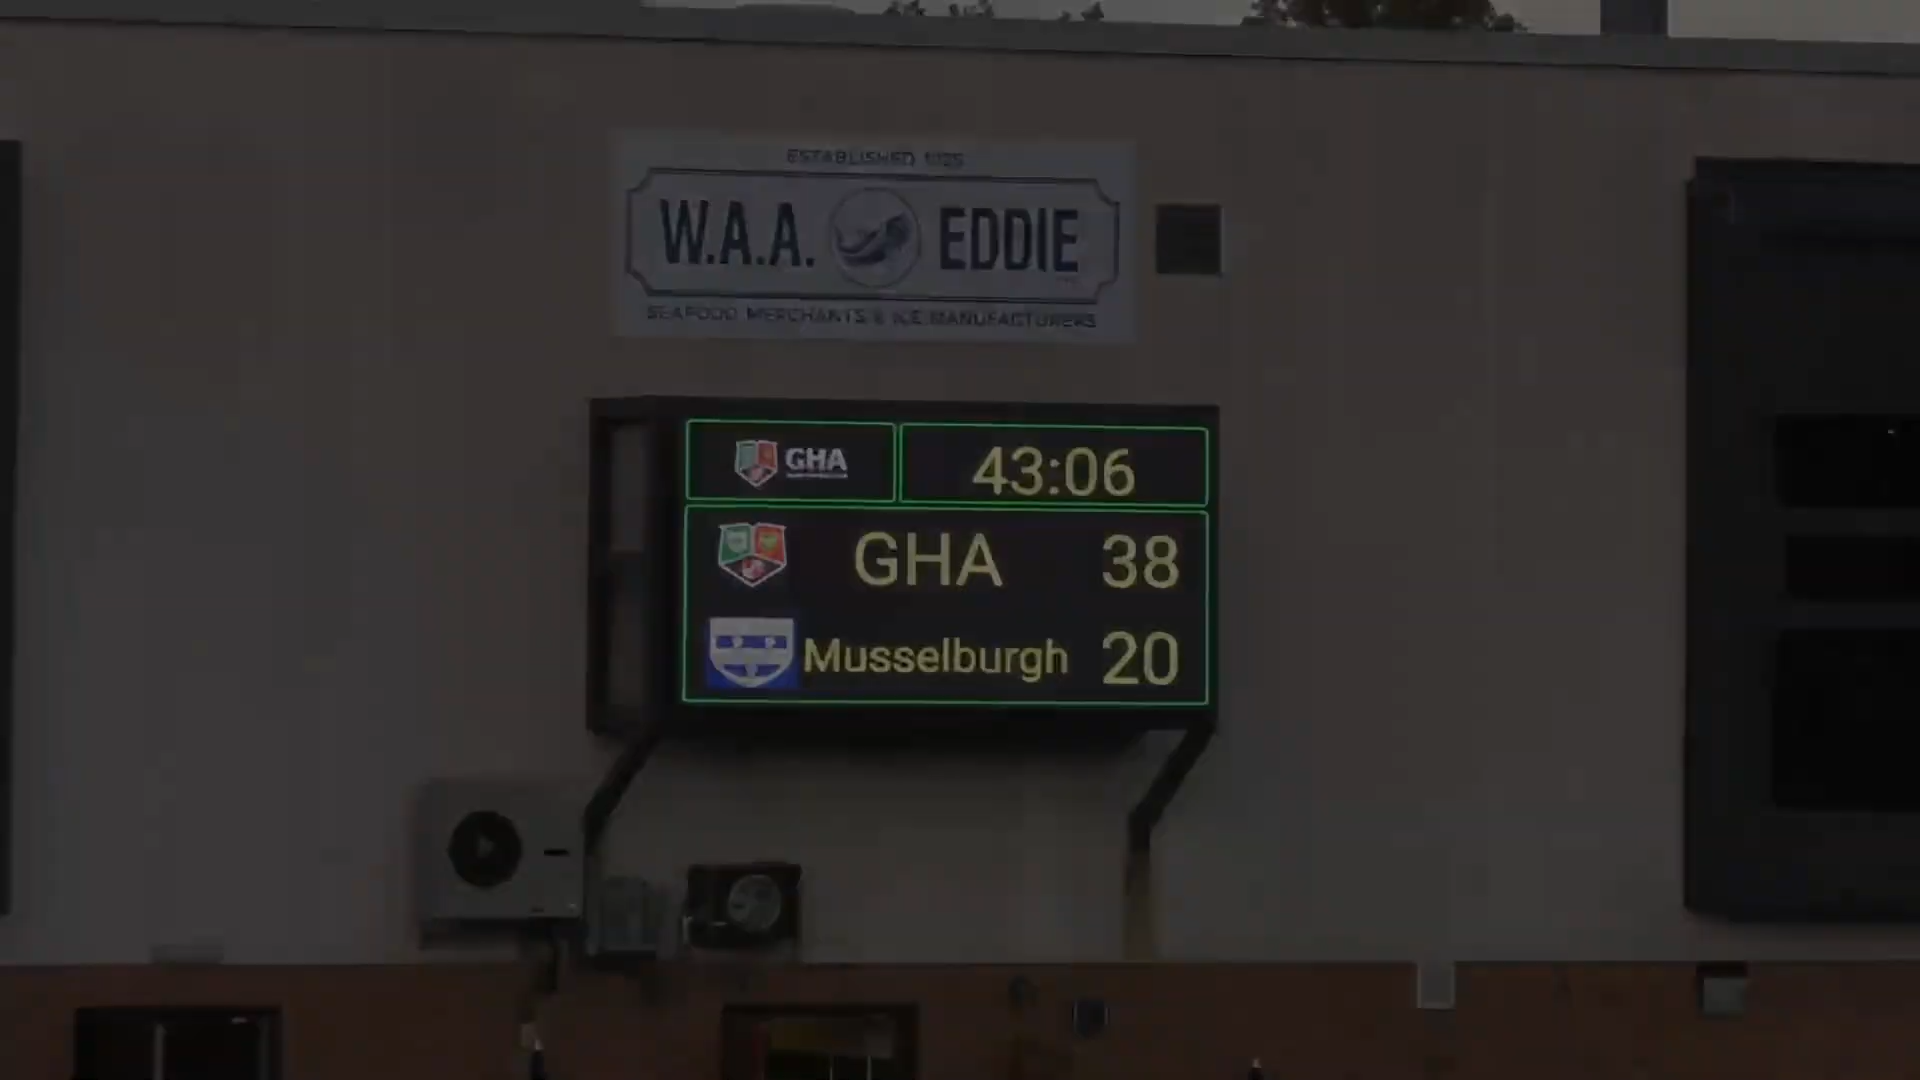 ESTABLISHED 1925
W.A.A. EDDIE
SEAFOOD MERCHANTS & ICE MANUFACTURERS
GHA
43:06
GHA 38
Musselburgh 20